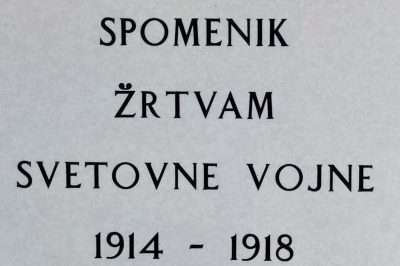 SPOMENIK
ŽRTVAM
SVETOVNE VOJNE
1914 - 1918